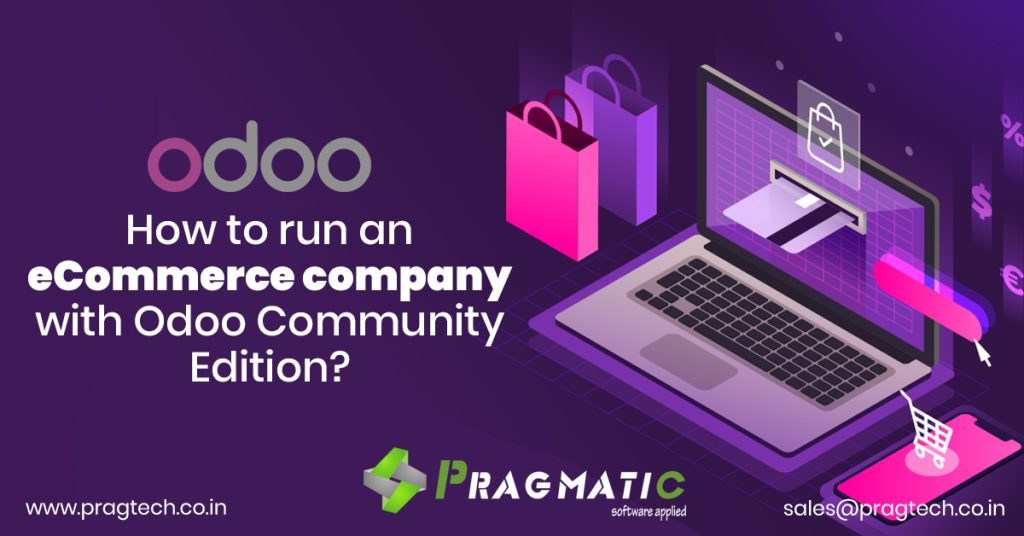 odoo
How to run an
eCommerce company
with Odoo Community
Edition?
PRAGMATIC
software applied
www.pragtech.co.in
sales@pragtech.co.in
%
$
€